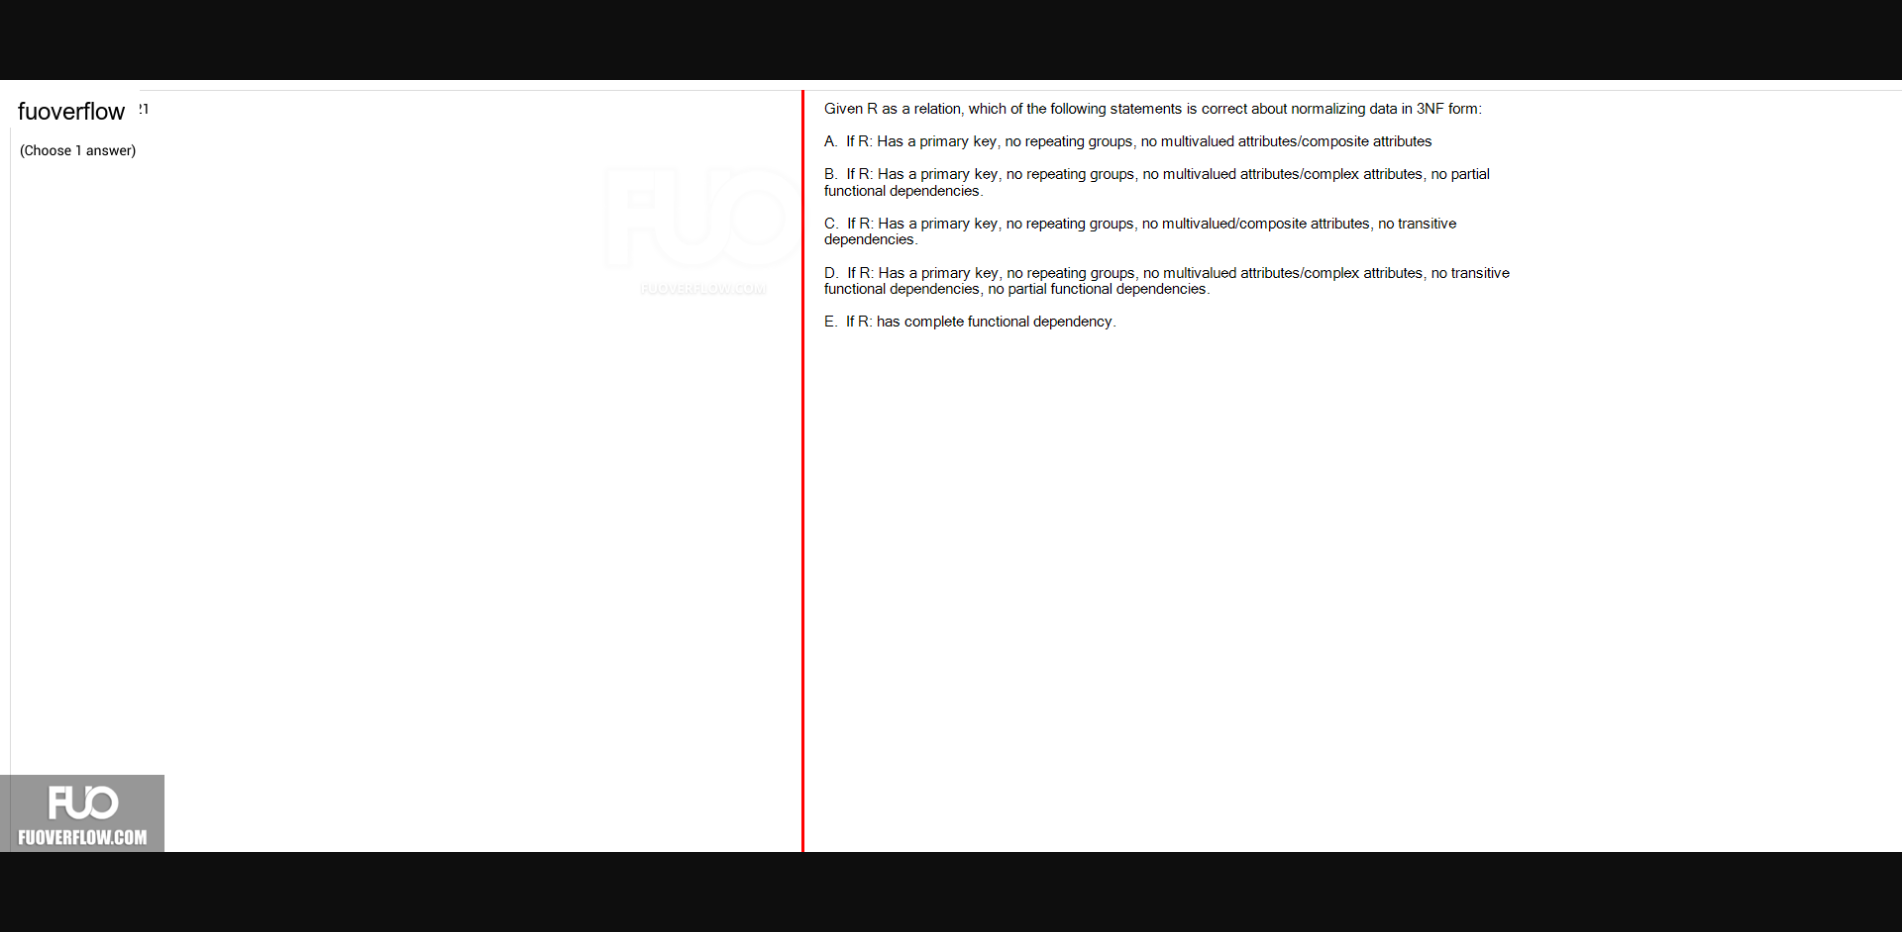 fuoverflow 21
(Choose 1 answer)
FUO
FUOVERFLOW.COM
Given R as a relation, which of the following statements is correct about normalizing data in 3NF form:
A. If R: Has a primary key, no repeating groups, no multivalued attributes/composite attributes
B. If R: Has a primary key, no repeating groups, no multivalued attributes/complex attributes, no partial
functional dependencies.
C. If R: Has a primary key, no repeating groups, no multivalued/composite attributes, no transitive
dependencies.
D. If R: Has a primary key, no repeating groups, no multivalued attributes/complex attributes, no transitive
functional dependencies, no partial functional dependencies.
E. If R: has complete functional dependency.
FUO
FUOVERFLOW.COM